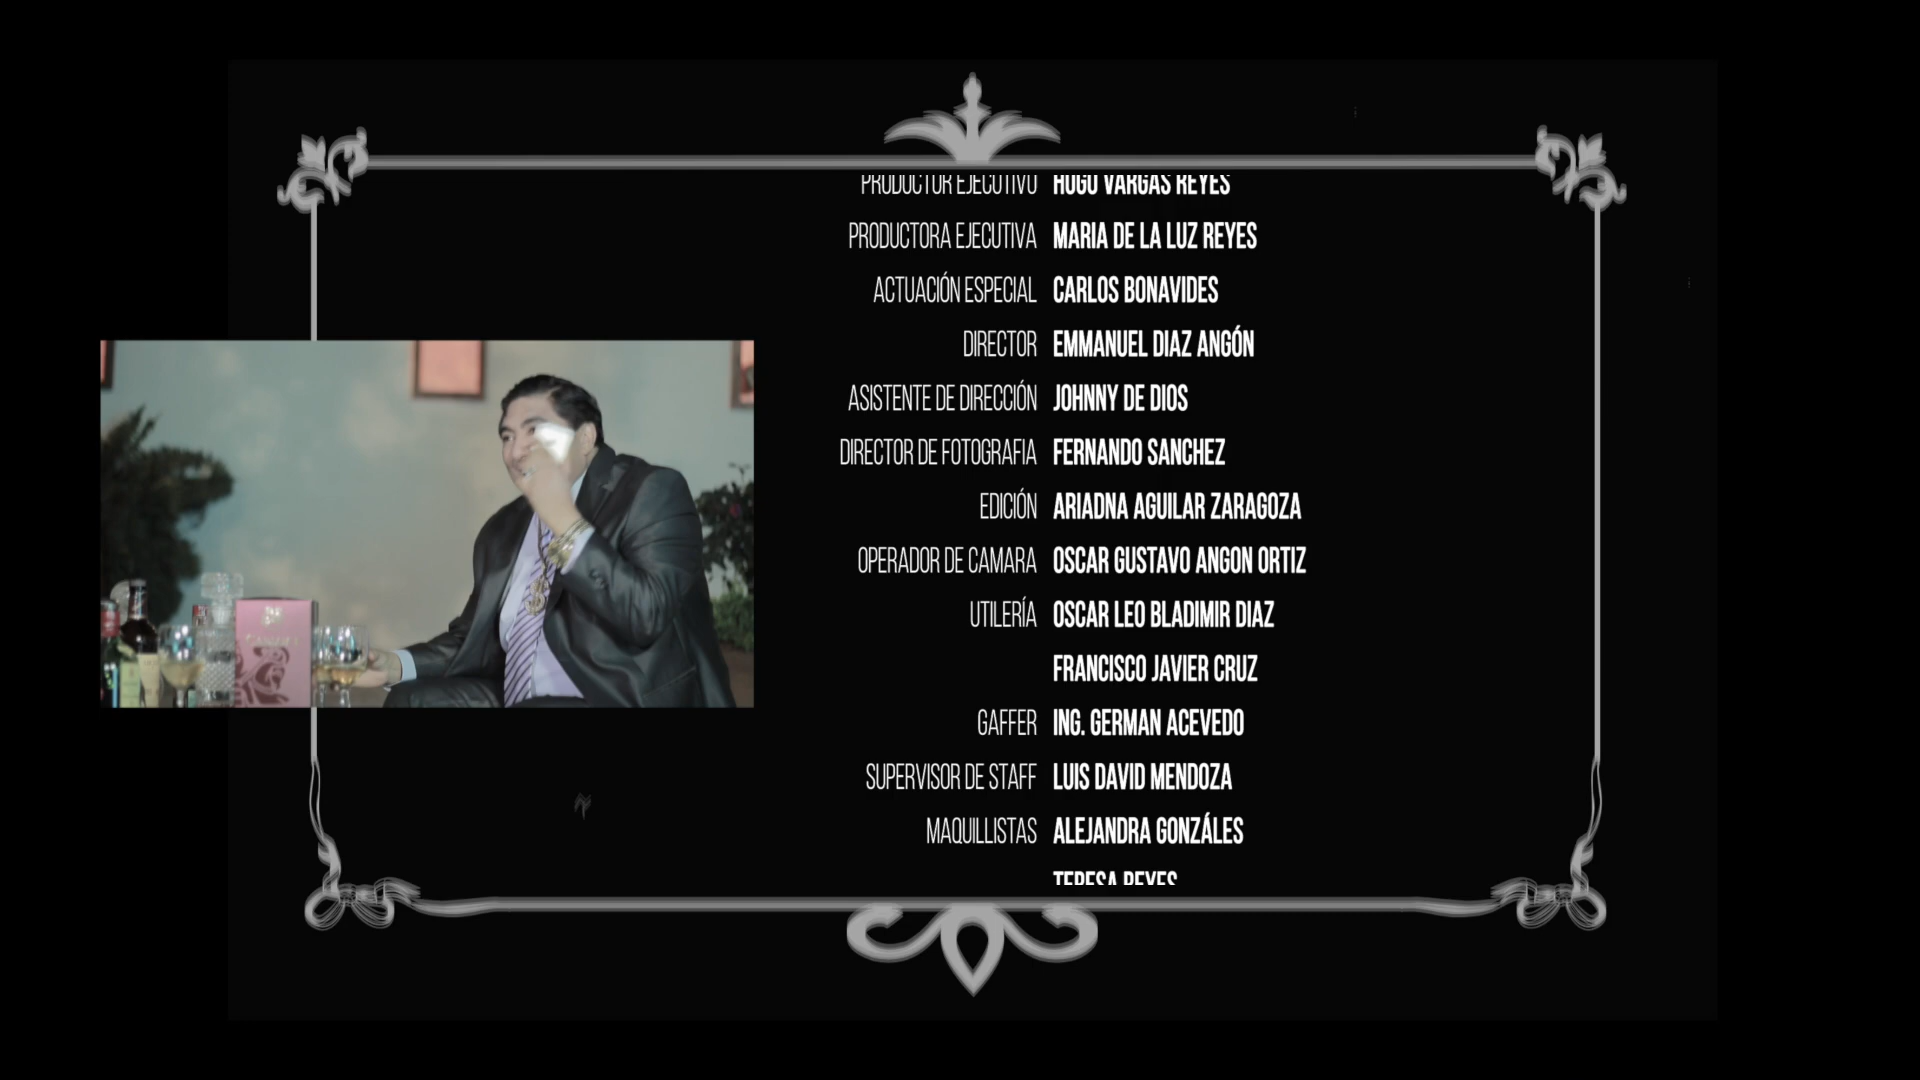 PRODUCTOR EJECUTIVO HUGO VARGAS REYES
PRODUCTORA EJECUTIVA MARIA DE LA LUZ REYES
ACTUACIÓN ESPECIAL CARLOS BONAVIDES
DIRECTOR EMMANUEL DIAZ ANGÓN
ASISTENTE DE DIRECCIÓN JOHNNY DE DIOS
DIRECTOR DE FOTOGRAFIA FERNANDO SANCHEZ
EDICIÓN ARIADNA AGUILAR ZARAGOZA
OPERADOR DE CAMARA OSCAR GUSTAVO ANGON ORTIZ
UTILERÍA OSCAR LEO BLADIMIR DIAZ
FRANCISCO JAVIER CRUZ
GAFFER ING. GERMAN ACEVEDO
SUPERVISOR DE STAFF LUIS DAVID MENDOZA
MAQUILLISTAS ALEJANDRA GONZÁLES
TERESA REYES